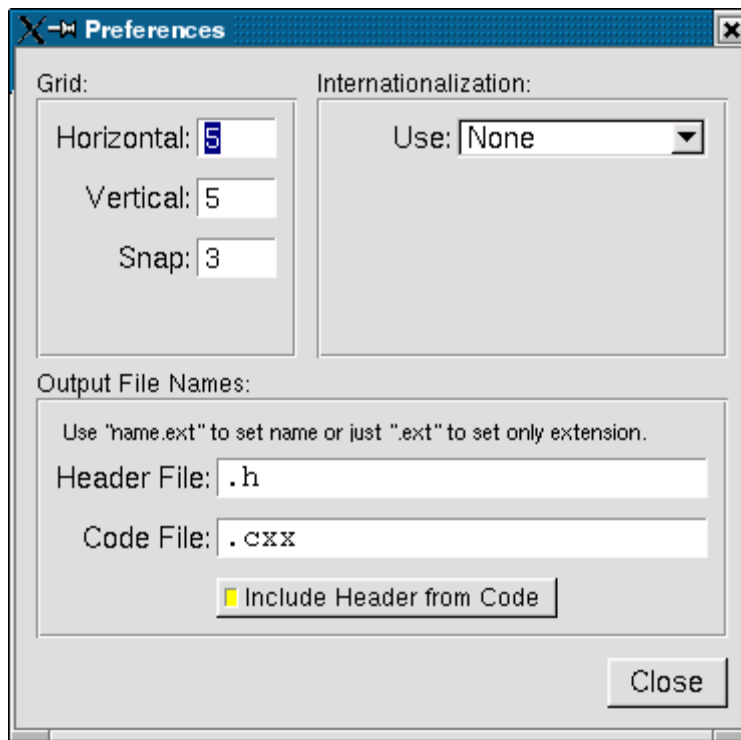 Preferences
Grid:
Horizontal: 5
Vertical: 5
Snap: 3
Internationalization:
Use: None
Output File Names:
Use "name.ext" to set name or just ".ext" to set only extension.
Header File: .h
Code File: .cxx
Include Header from Code
Close